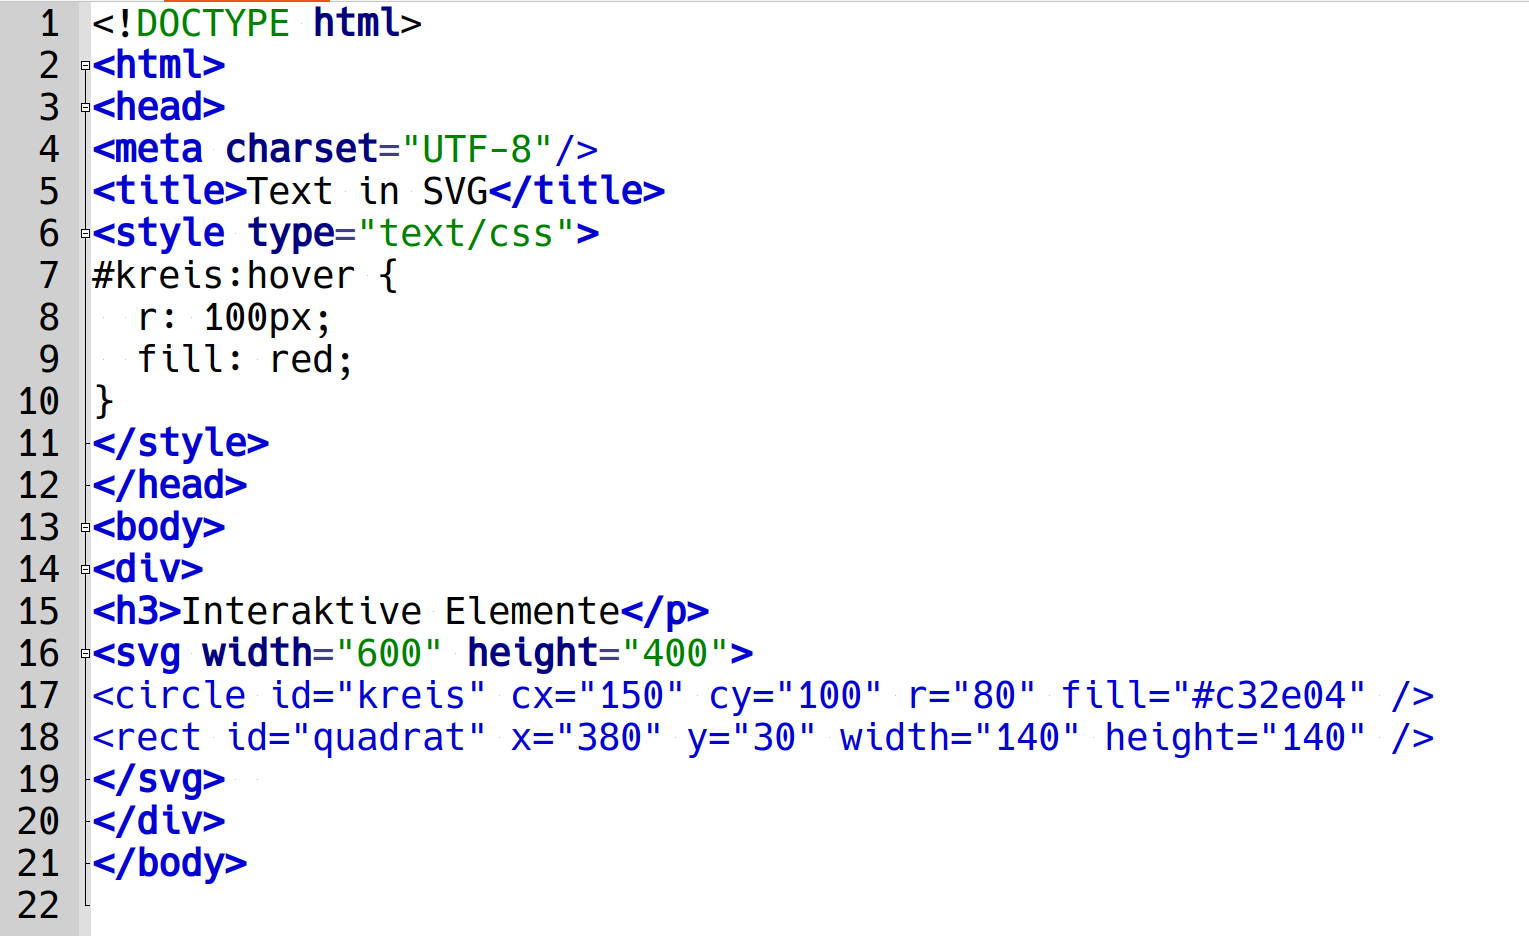 1 <!DOCTYPE html>
2 <html>
3 <head>
4 <meta charset="UTF-8"/>
5 <title>Text in SVG</title>
6 <style type="text/css">
7 #kreis:hover {
8   r: 100px;
9   fill: red;
10 }
11 </style>
12 </head>
13 <body>
14 <div>
15 <h3>Interaktive Elemente</p>
16 <svg width="600" height="400">
17 <circle id="kreis" cx="150" cy="100" r="80" fill="#c32e04" />
18 <rect id="quadrat" x="380" y="30" width="140" height="140" />
19 </svg>
20 </div>
21 </body>
22